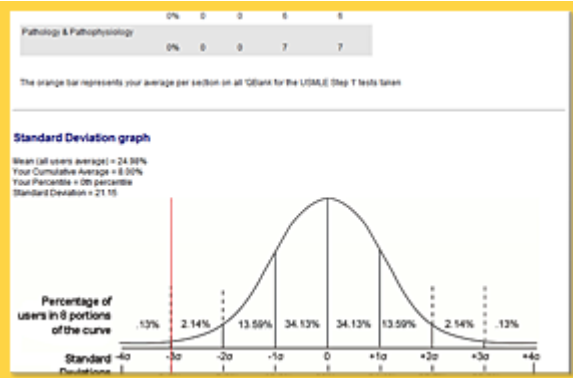 0% 0 0 6 6
Pathology & Pathophysiology
0% 0 0 7 7
The orange bar represents your average per section on all 'QBank for the USMLE Step 1' tests taken
Standard Deviation graph
Mean (all users average) = 24.98%
Your Cumulative Average = 8.00%
Your Percentile = 0th percentile
Standard Deviation = 21.15
Percentage of
users in 8 portions
of the curve
.13% 2.14% 13.59% 34.13% 34.13% 13.59% 2.14% .13%
Standard -4σ -3σ -2σ -1σ 0 +1σ +2σ +3σ +4σ
Deviations